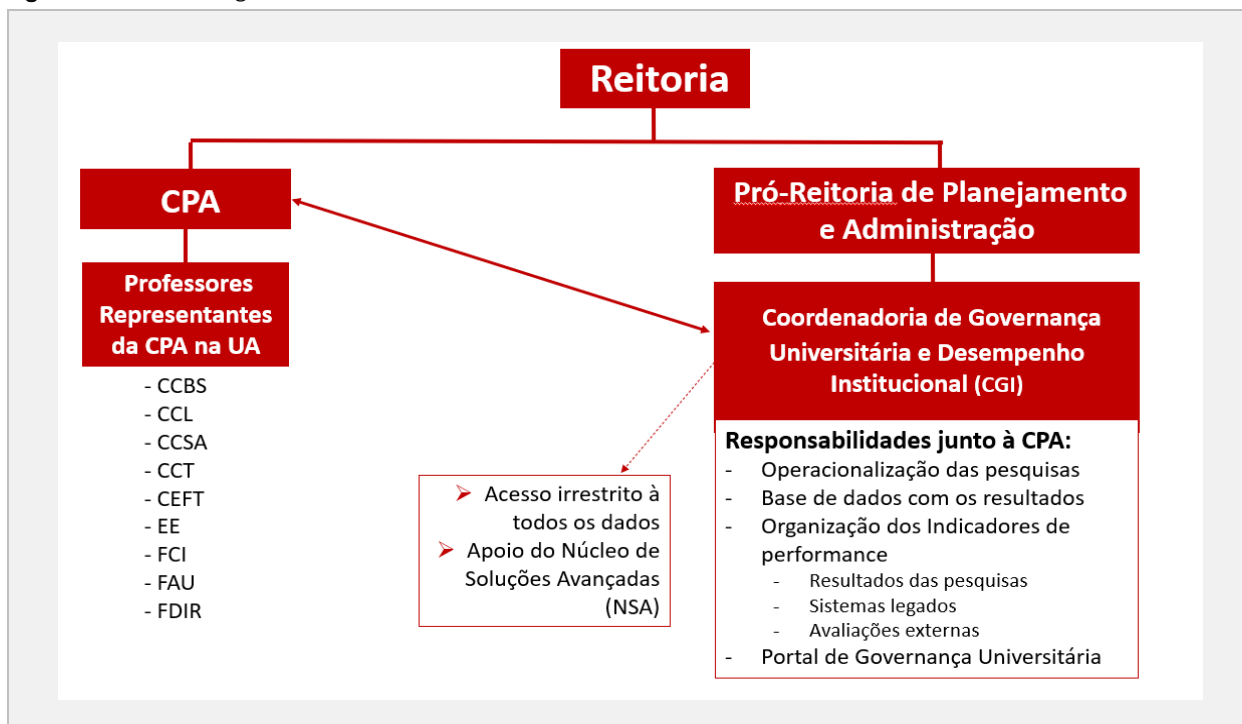 Reitoria
CPA
Professores
Representantes
da CPA na UA
- CCBS
- CCL
- CCSA
- CCT
- CEFT
- EE
- FCI
- FAU
- FDIR
Pró-Reitoria de Planejamento
e Administração
Coordenadoria de Governança
Universitária e Desempenho
Institucional (CGI)
Responsabilidades junto à CPA:
- Operacionalização das pesquisas
- Base de dados com os resultados
- Organização dos Indicadores de
performance
- Resultados das pesquisas
- Sistemas legados
- Avaliações externas
- Portal de Governança Universitária
➢ Acesso irrestrito à
todos os dados
➢ Apoio do Núcleo de
Soluções Avançadas
(NSA)